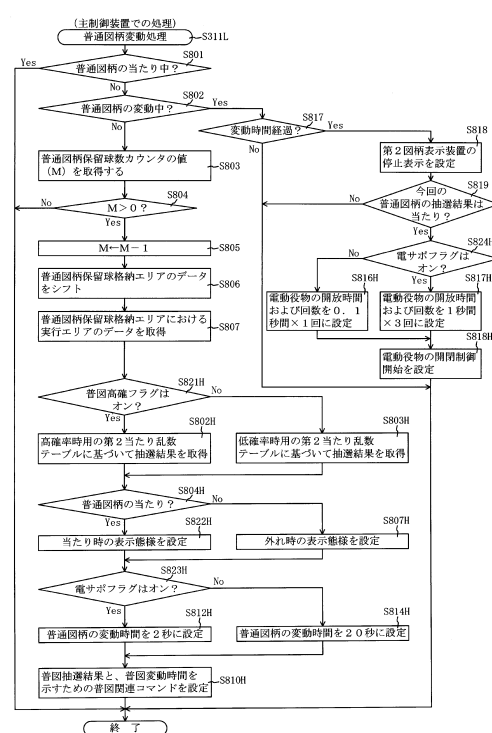 (主制御装置での処理)
普通図柄変動処理
S311L
S801
Yes
普通図柄の当たり中?
No
S802
普通図柄の変動中?
Yes
No
S817
変動時間経過?
Yes
No
S818
第2図柄表示装置の
停止表示を設定
S819
今回の
普通図柄の抽選結果は
当たり?
No
Yes
S824H
電サポフラグは
オン?
No
Yes
S816H
電動役物の開放時間
および回数を0.1
秒間×1回に設定
S817H
電動役物の開放時間
および回数を1秒間
×3回に設定
S818H
電動役物の開閉制御
開始を設定
普通図柄保留球数カウンタの値
(M)を取得する
S803
S804
M>0?
No
Yes
M←M-1
S805
普通図柄保留球格納エリアのデータ
をシフト
S806
普通図柄保留球格納エリアにおける
実行エリアのデータを取得
S807
S821H
普図高確フラグは
オン?
No
Yes
S802H
高確率時用の第2当たり乱数
テーブルに基づいて抽選結果を取得
S803H
低確率時用の第2当たり乱数
テーブルに基づいて抽選結果を取得
S804H
普通図柄の当たり?
No
Yes
S822H
当たり時の表示態様を設定
S807H
外れ時の表示態様を設定
S823H
電サポフラグはオン?
No
Yes
S812H
普通図柄の変動時間を2秒に設定
S814H
普通図柄の変動時間を20秒に設定
普図抽選結果と、普図変動時間を
示すための普図関連コマンドを設定
S810H
終 了